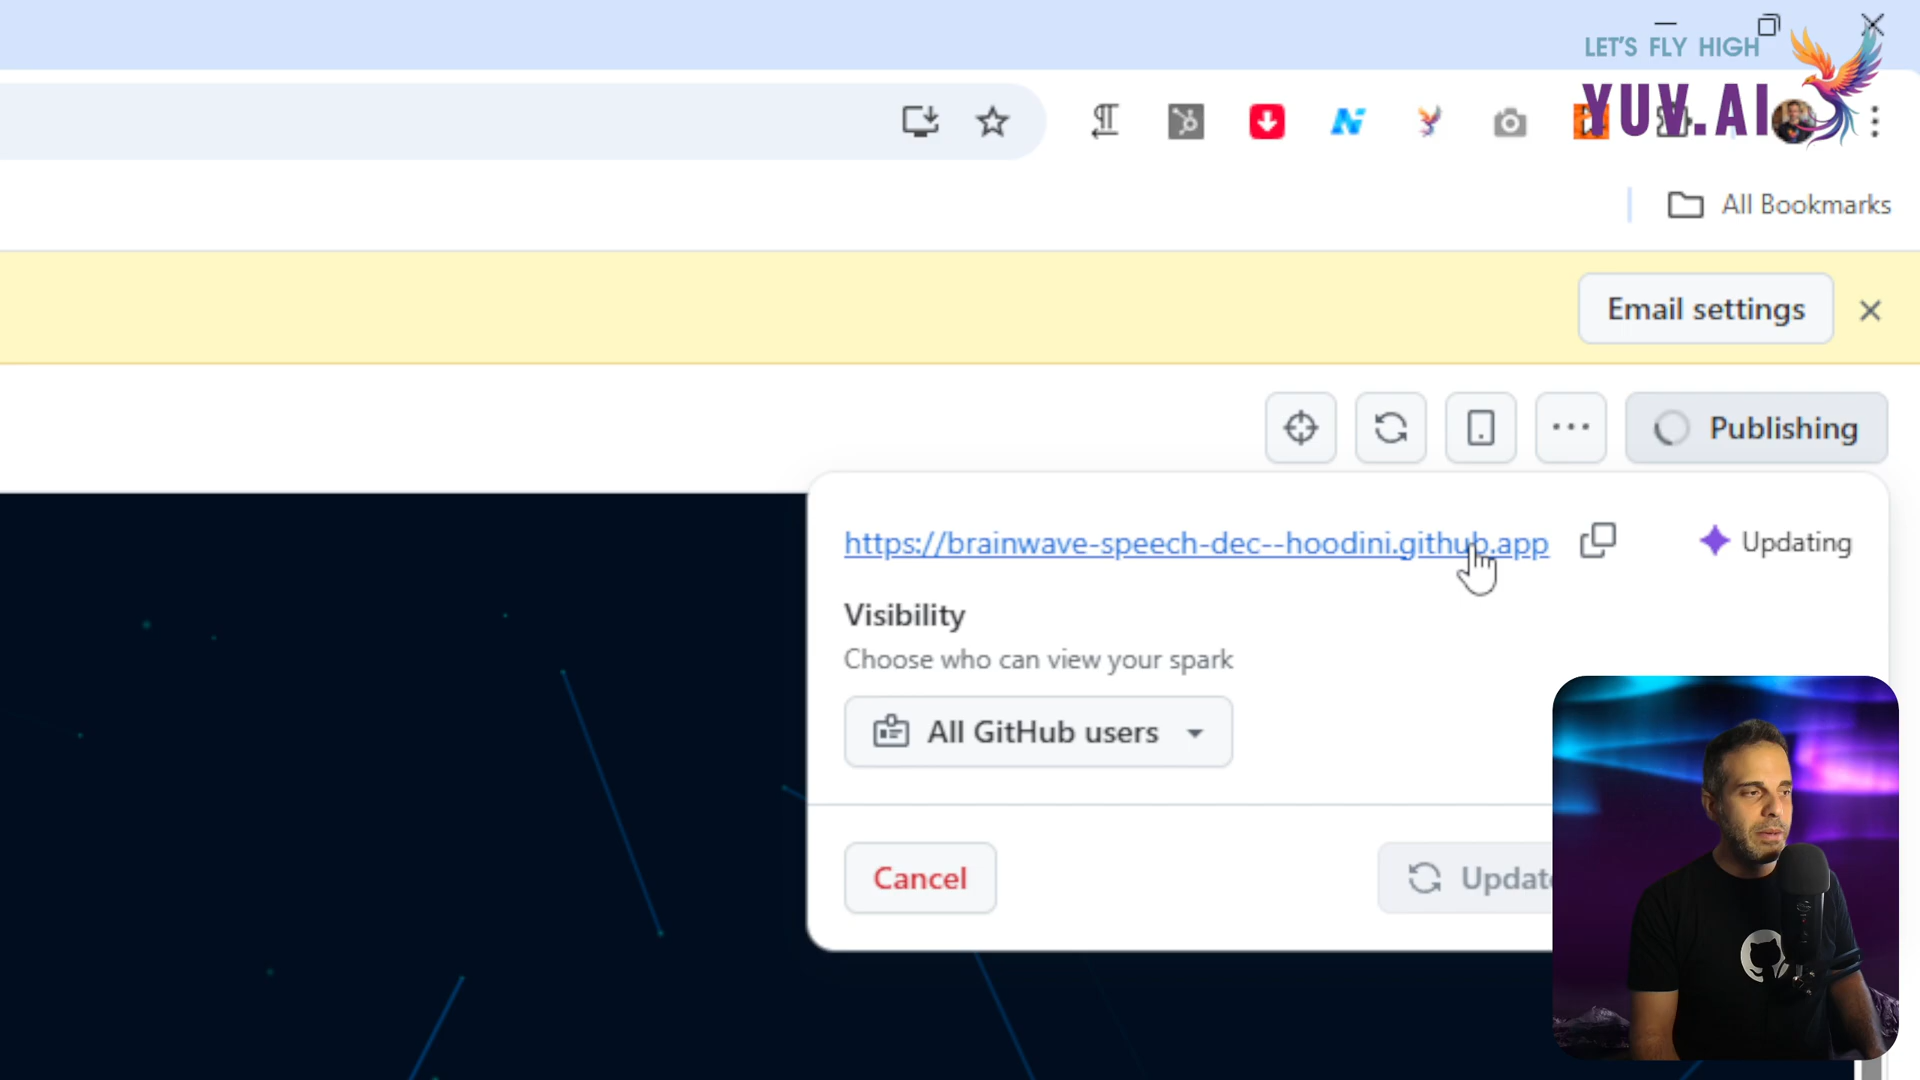 LET'S FLY HIGH
YUV.AI
All Bookmarks
Email settings
Publishing
https://brainwave-speech-dec--hoodini.github.app
Updating
Visibility
Choose who can view your spark
All GitHub users
Cancel
Update